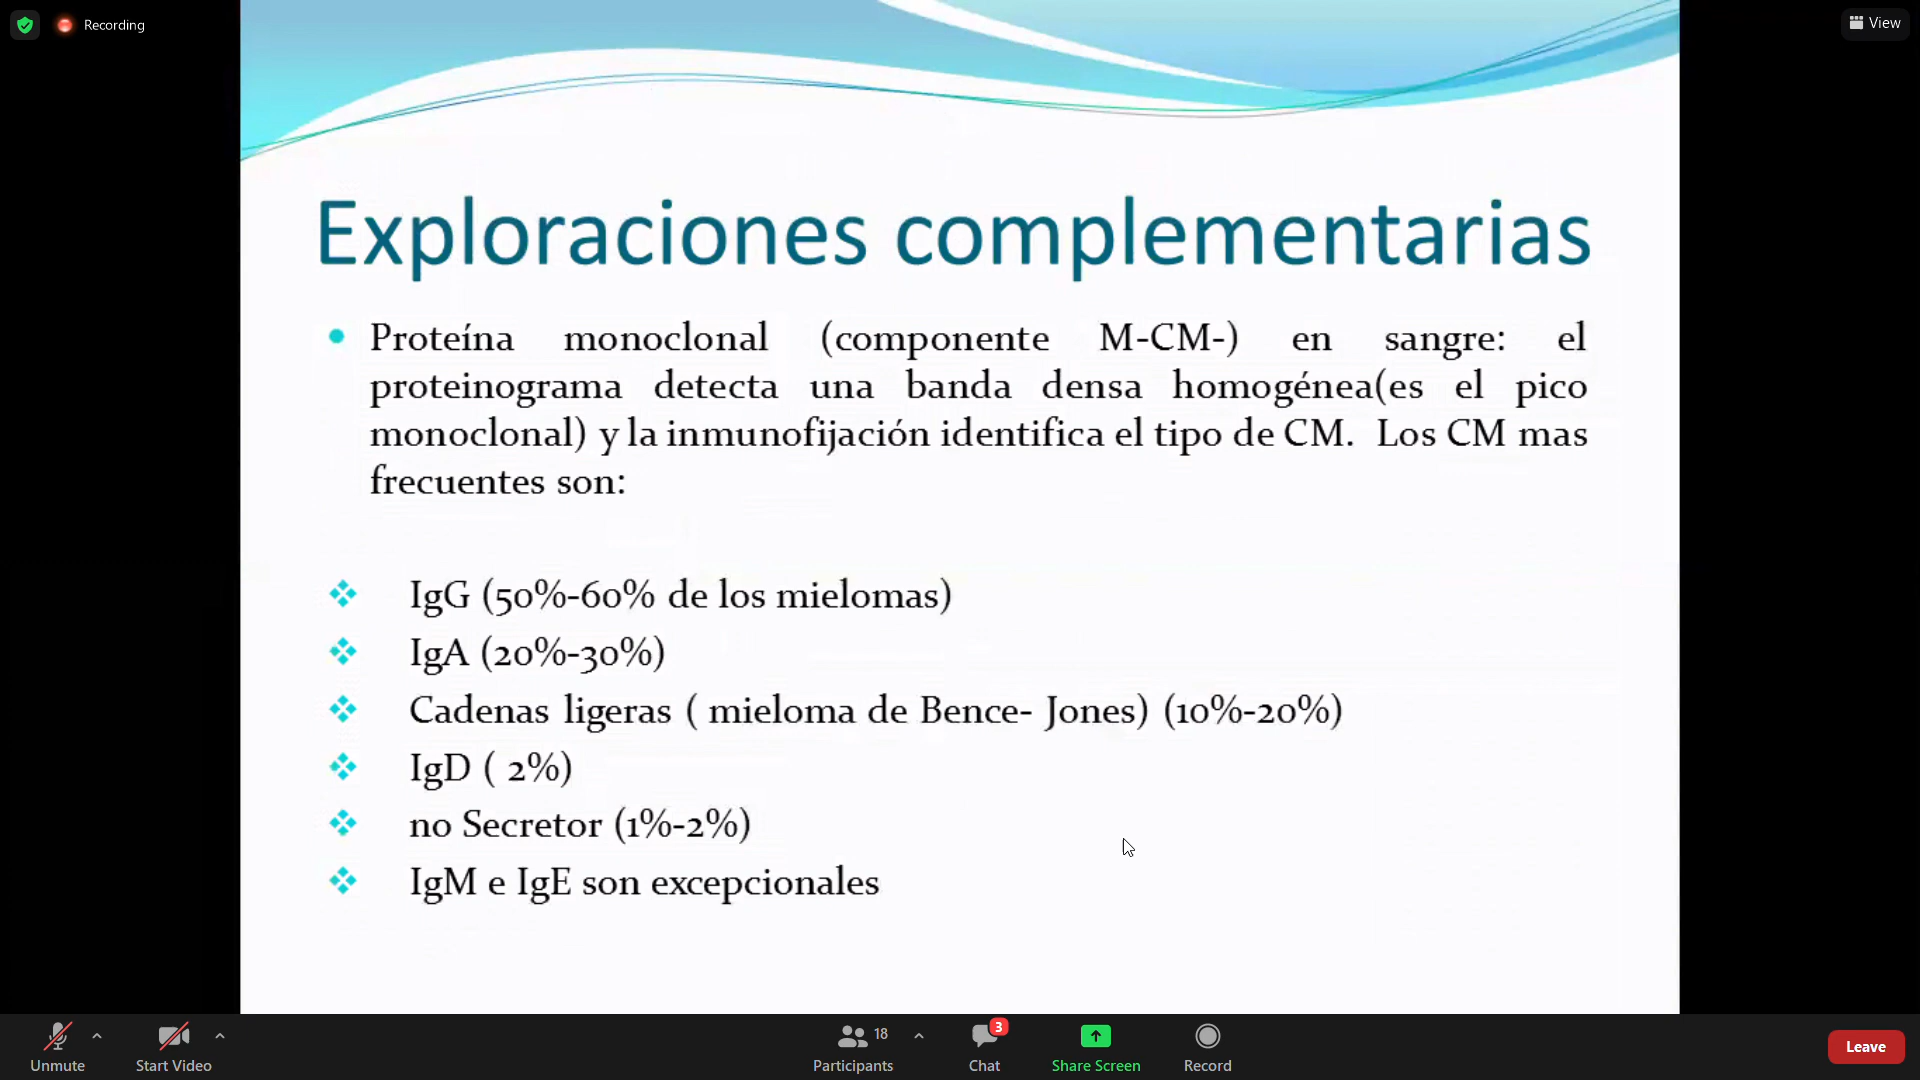 Recording
View
Exploraciones complementarias
Proteína monoclonal (componente M-CM-) en sangre: el
proteinograma detecta una banda densa homogénea(es el pico
monoclonal) y la inmunofijación identifica el tipo de CM. Los CM mas
frecuentes son:
IgG (50%-60% de los mielomas)
IgA (20%-30%)
Cadenas ligeras ( mieloma de Bence- Jones) (10%-20%)
IgD ( 2%)
no Secretor (1%-2%)
IgM e IgE son excepcionales
Unmute
Start Video
18
Participants
3
Chat
Share Screen
Record
Leave